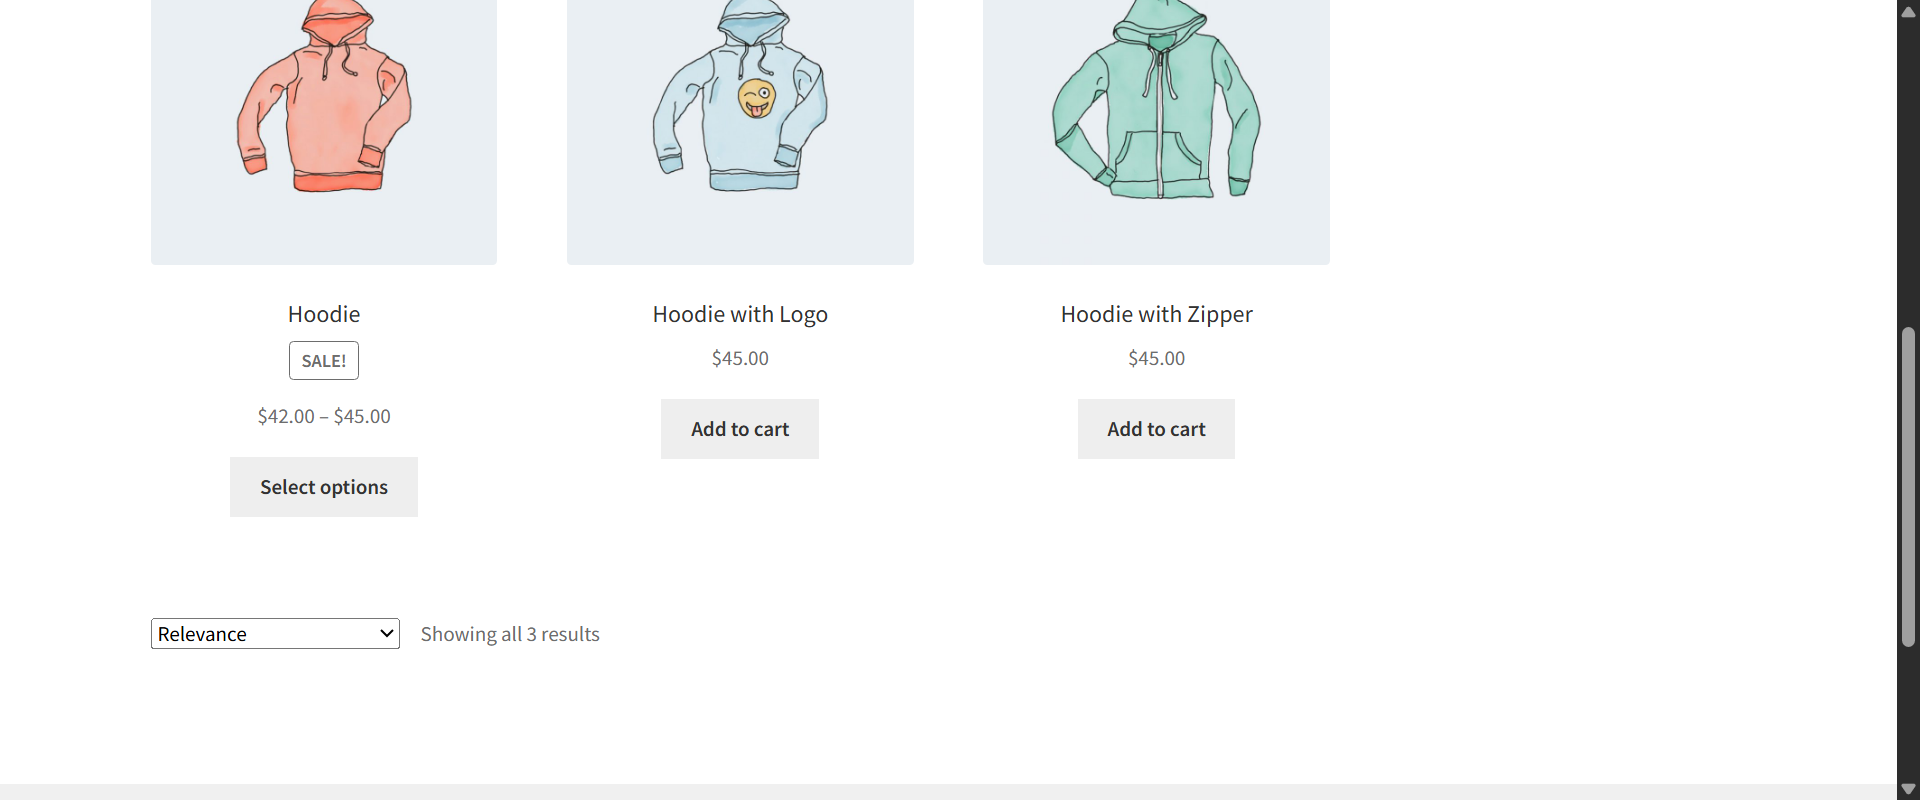 Hoodie
SALE!
$42.00 – $45.00
Select options
Hoodie with Logo
$45.00
Add to cart
Hoodie with Zipper
$45.00
Add to cart
Relevance
Showing all 3 results